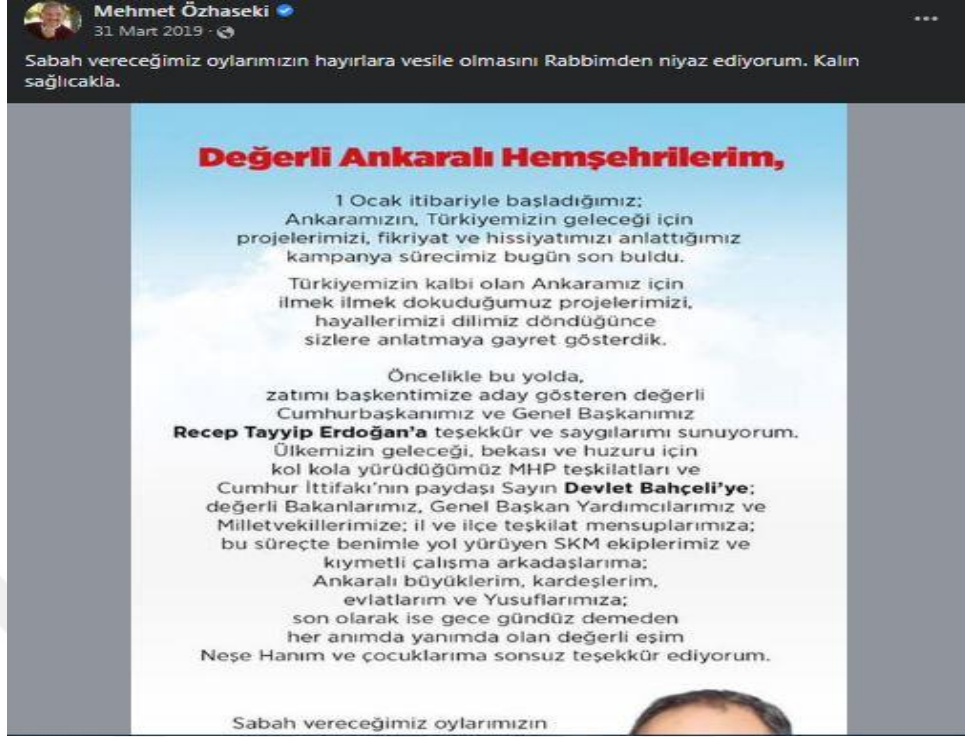 Mehmet Özhaseki
31 Mart 2019 ·
Sabah vereceğimiz oylarımızın hayırlara vesile olmasını Rabbimden niyaz ediyorum. Kalın
sağlıcakla.
Değerli Ankaralı Hemşehrilerim,
1 Ocak itibariyle başladığımız;
Ankaramızın, Türkiyemizin geleceği için
projelerimizi, fikriyat ve hissiyatımızı anlattığımız
kampanya sürecimiz bugün son buldu.
Türkiyemizin kalbi olan Ankaramız için
ilmek ilmek dokuduğumuz projelerimizi,
hayallerimizi dilimiz döndüğünce
sizlere anlatmaya gayret gösterdik.
Öncelikle bu yolda,
zatımı başkentimize aday gösteren değerli
Cumhurbaşkanımız ve Genel Başkanımız
Recep Tayyip Erdoğan'a teşekkür ve saygılarımı sunuyorum.
Ülkemizin geleceği, bekası ve huzuru için
kol kola yürüdüğümüz MHP teşkilatları ve
Cumhur İttifakı'nın paydaşı Sayın Devlet Bahçeli'ye;
değerli Bakanlarımız, Genel Başkan Yardımcılarımız ve
Milletvekillerimize; il ve ilçe teşkilat mensuplarımıza;
bu süreçte benimle yol yürüyen SKM ekiplerimiz ve
kıymetli çalışma arkadaşlarıma;
Ankaralı büyüklerim, kardeşlerim,
evlatlarım ve Yusuflarımıza;
son olarak ise gece gündüz demeden
her anımda yanımda olan değerli eşim
Neşe Hanım ve çocuklarıma sonsuz teşekkür ediyorum.
Sabah vereceğimiz oylarımızın